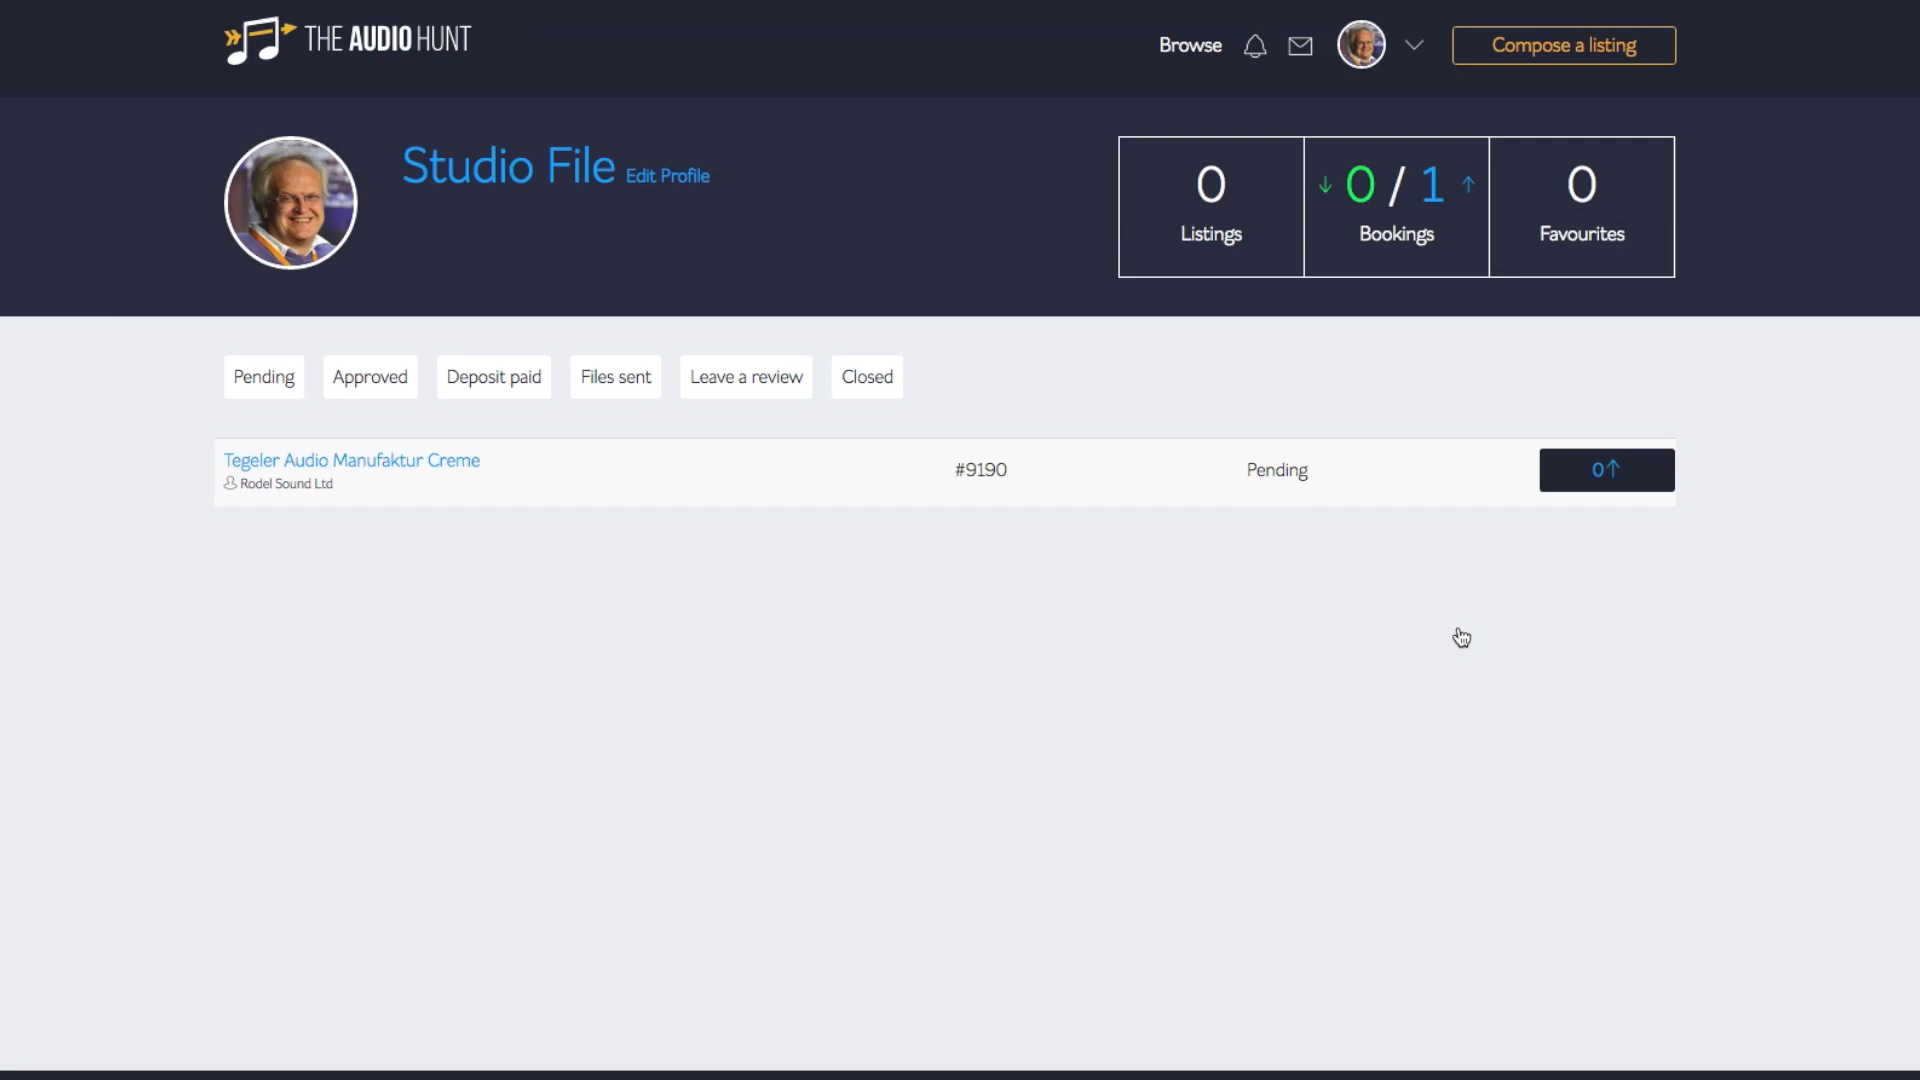 THE AUDIO HUNT
Browse
Compose a listing
Studio File Edit Profile
0
Listings
↓ 0 / 1 ↑
Bookings
0
Favourites
Pending
Approved
Deposit paid
Files sent
Leave a review
Closed
Tegeler Audio Manufaktur Creme
Rodel Sound Ltd
#9190
Pending
0↑